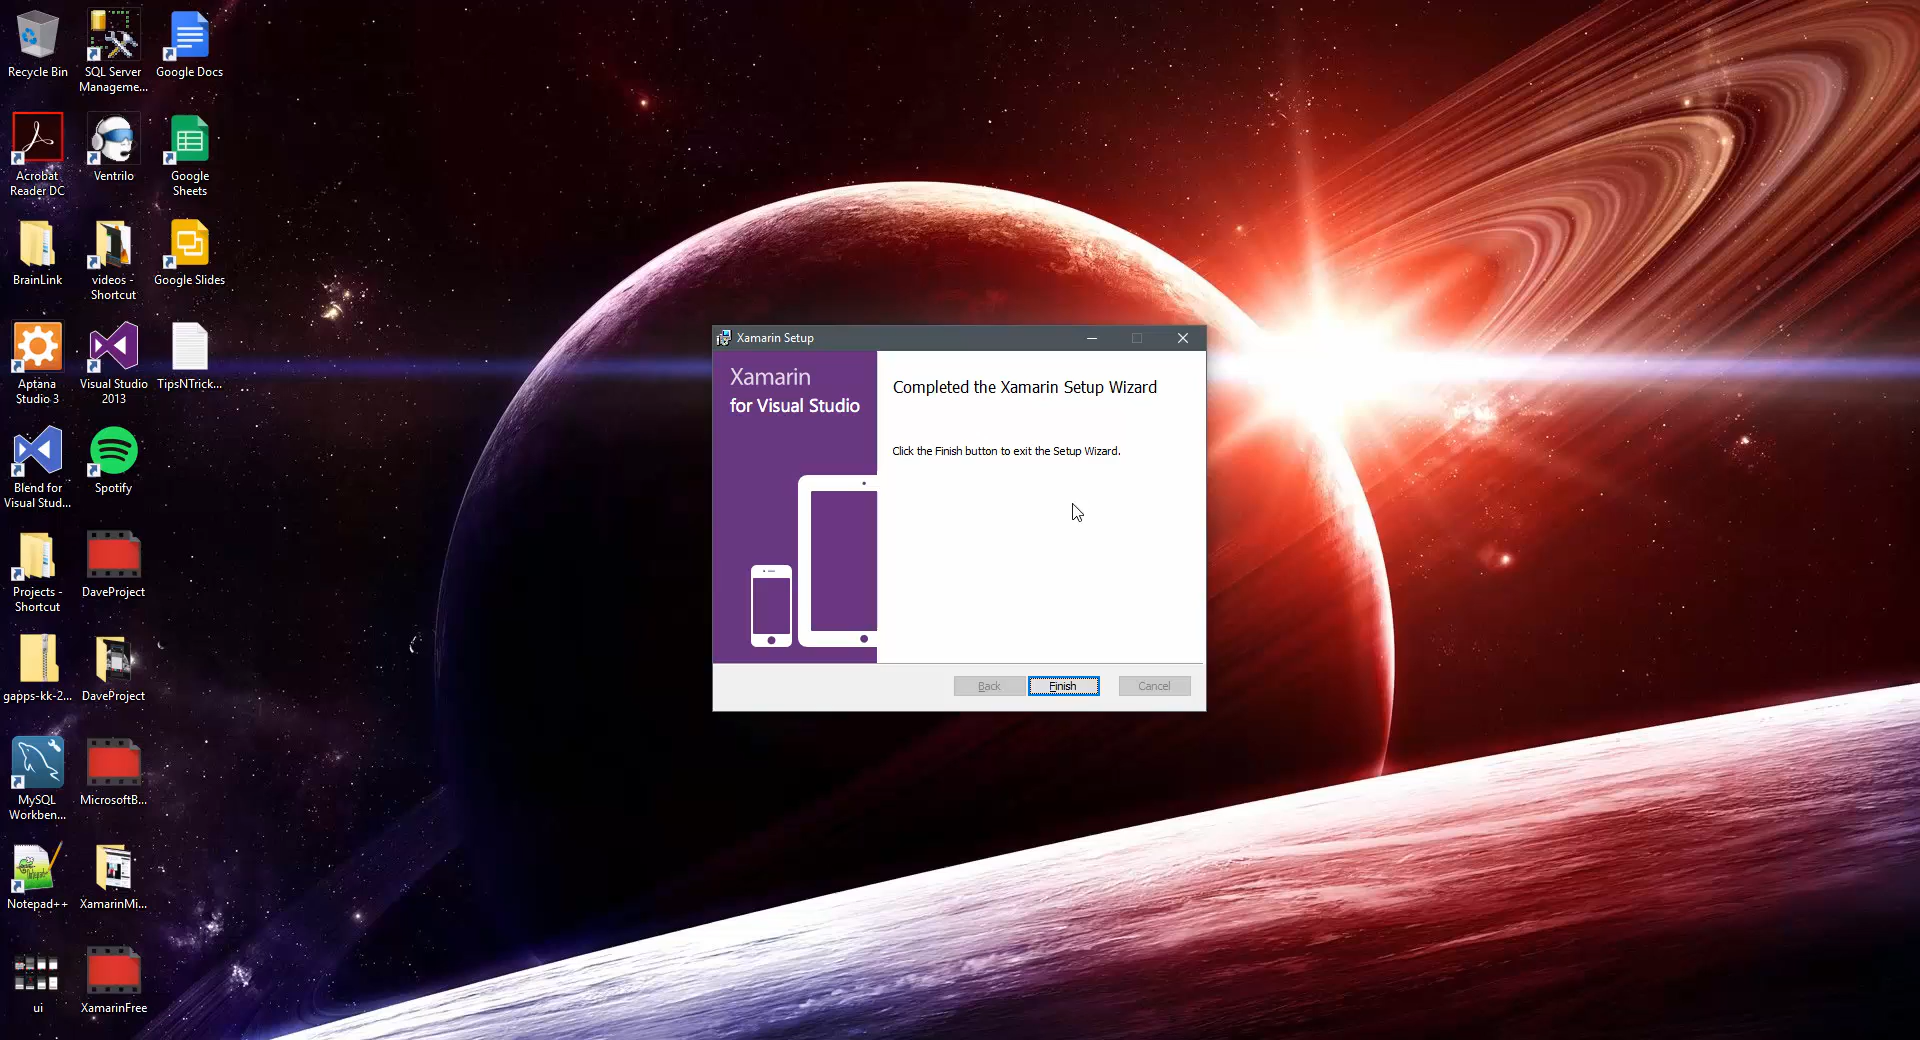 Recycle Bin
SQL Server
Manageme...
Google Docs
Acrobat
Reader DC
Ventrilo
Google
Sheets
BrainLink
videos -
Shortcut
Google Slides
Aptana
Studio 3
Visual Studio
2013
TipsNTrick...
Blend for
Visual Stud...
Spotify
Projects -
Shortcut
DaveProject
gapps-kk-2...
DaveProject
MySQL
Workben...
MicrosoftB...
Notepad++
XamarinMi...
ui
XamarinFree
Xamarin Setup
Xamarin
for Visual Studio
Completed the Xamarin Setup Wizard
Click the Finish button to exit the Setup Wizard.
Back
Finish
Cancel